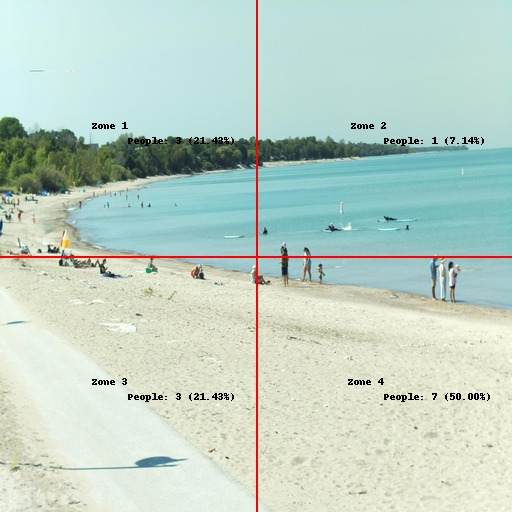 Zone 1
People: 3 (21.43%)
Zone 2
People: 1 (7.14%)
Zone 3
People: 3 (21.43%)
Zone 4
People: 7 (50.00%)